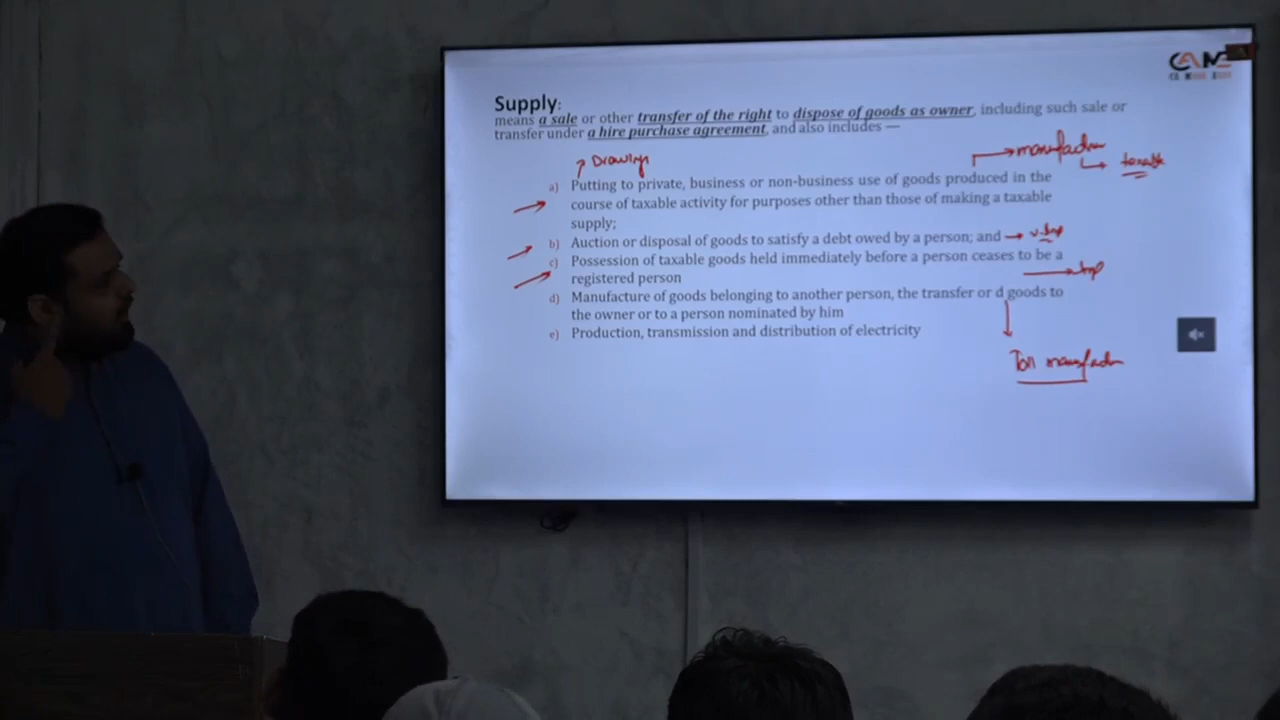 CAME
Supply:
means a sale or other transfer of the right to dispose of goods as owner, including such sale or
transfer under a hire purchase agreement, and also includes —
Drawings
manufacture
taxable
a) Putting to private, business or non-business use of goods produced in the
course of taxable activity for purposes other than those of making a taxable
supply;
b) Auction or disposal of goods to satisfy a debt owed by a person; and
c) Possession of taxable goods held immediately before a person ceases to be a
registered person
d) Manufacture of goods belonging to another person, the transfer or d goods to
the owner or to a person nominated by him
e) Production, transmission and distribution of electricity
Toll